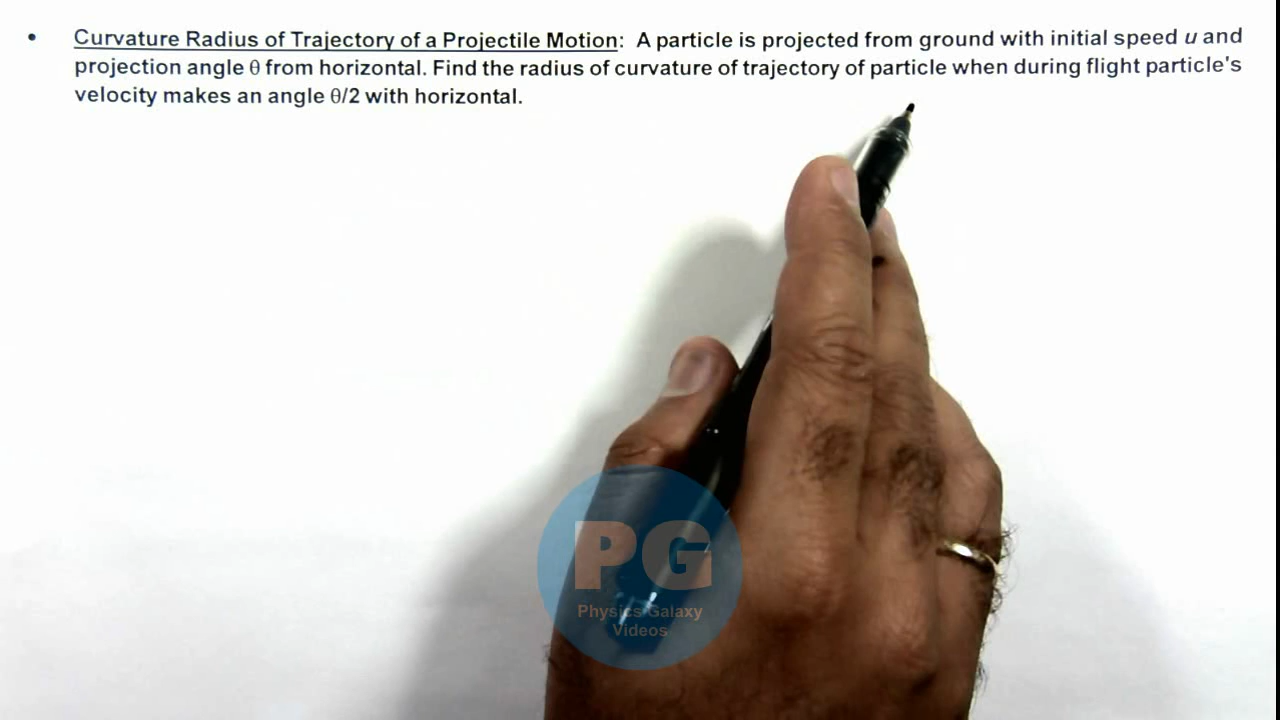 • Curvature Radius of Trajectory of a Projectile Motion: A particle is projected from ground with initial speed u and
projection angle θ from horizontal. Find the radius of curvature of trajectory of particle when during flight particle's
velocity makes an angle θ/2 with horizontal.
PG
Physics Galaxy
Videos